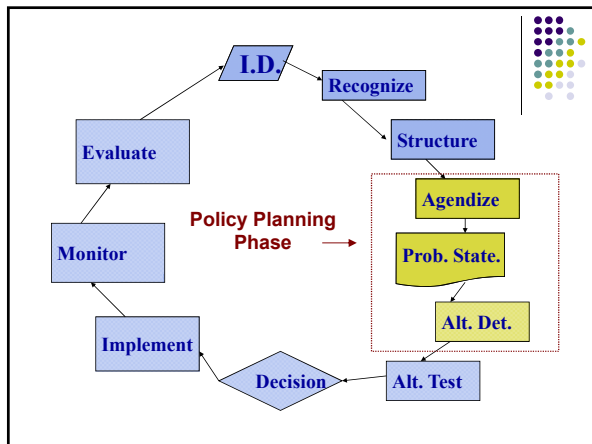 I.D.
Recognize
Structure
Agendize
Policy Planning
Phase
Prob. State.
Alt. Det.
Alt. Test
Decision
Implement
Monitor
Evaluate